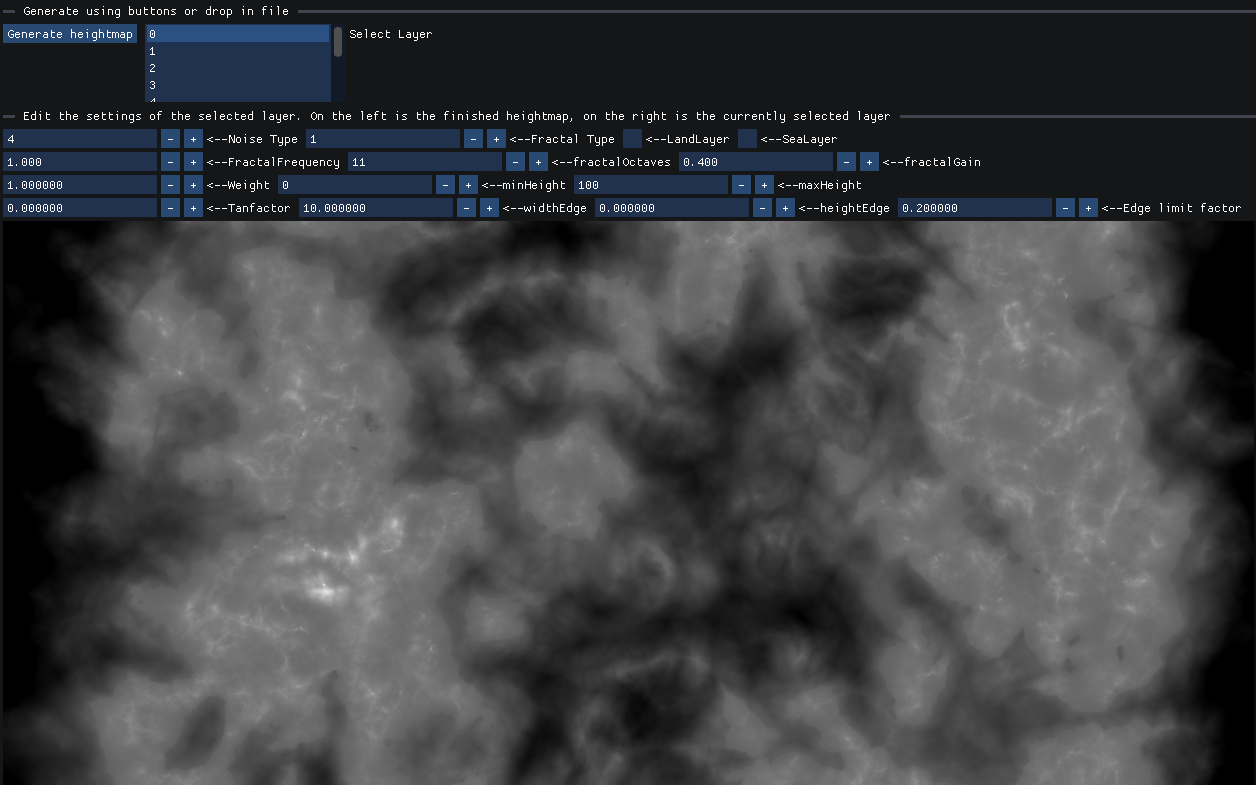 Generate using buttons or drop in file
Generate heightmap 0 Select Layer
1
2
3
Edit the settings of the selected layer. On the left is the finished heightmap, on the right is the currently selected layer
4 - + <--Noise Type 1 - + <--Fractal Type <--LandLayer <--SeaLayer
1.000 - + <--FractalFrequency 11 - + <--fractalOctaves 0.400 - + <--fractalGain
1.000000 - + <--Weight 0 - + <--minHeight 100 - + <--maxHeight
0.000000 - + <--Tanfactor 10.000000 - + <--widthEdge 0.000000 - + <--heightEdge 0.200000 - + <--Edge limit factor